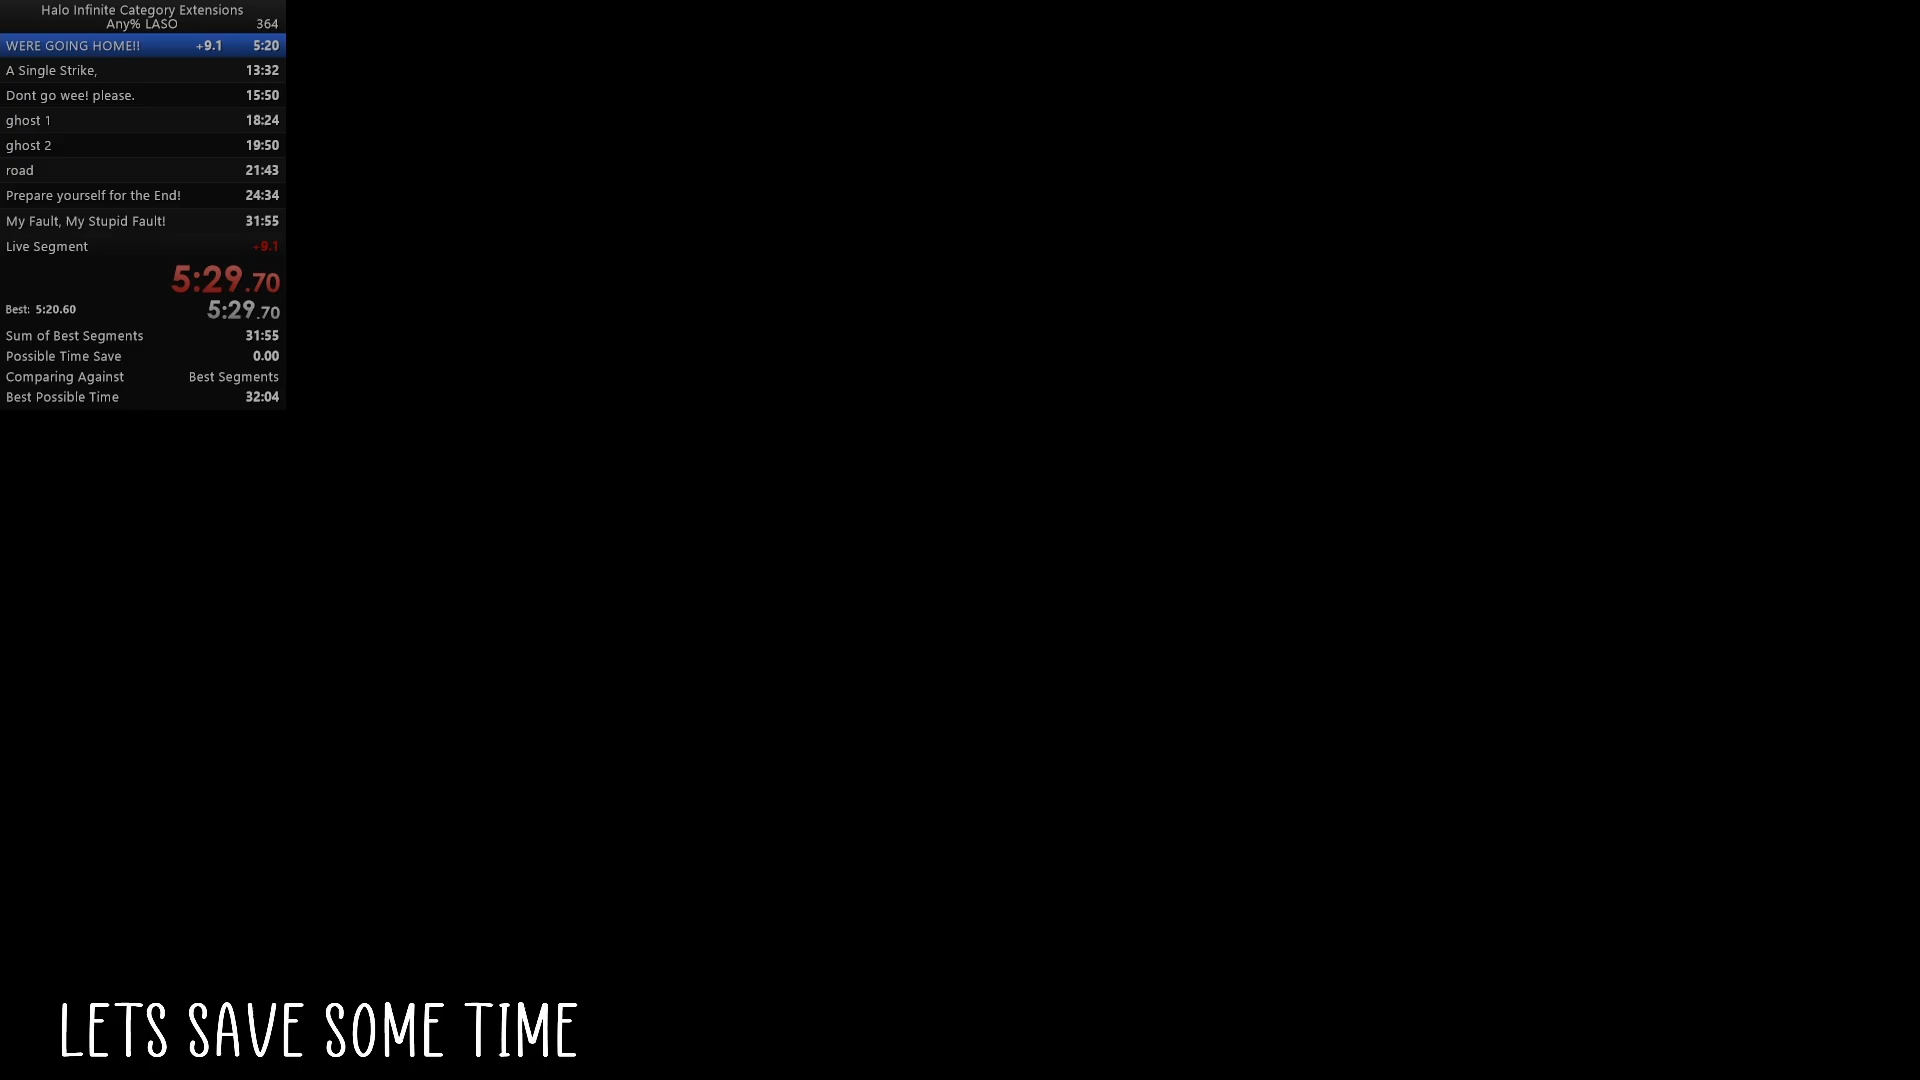 Halo Infinite Category Extensions
Any% LASO 364
WERE GOING HOME!! +9.1 5:20
A Single Strike, 13:32
Dont go wee! please. 15:50
ghost 1 18:24
ghost 2 19:50
road 21:43
Prepare yourself for the End! 24:34
My Fault, My Stupid Fault! 31:55
Live Segment +9.1
5:29.70
Best: 5:20.60 5:29.70
Sum of Best Segments 31:55
Possible Time Save 0.00
Comparing Against Best Segments
Best Possible Time 32:04
LETS SAVE SOME TIME